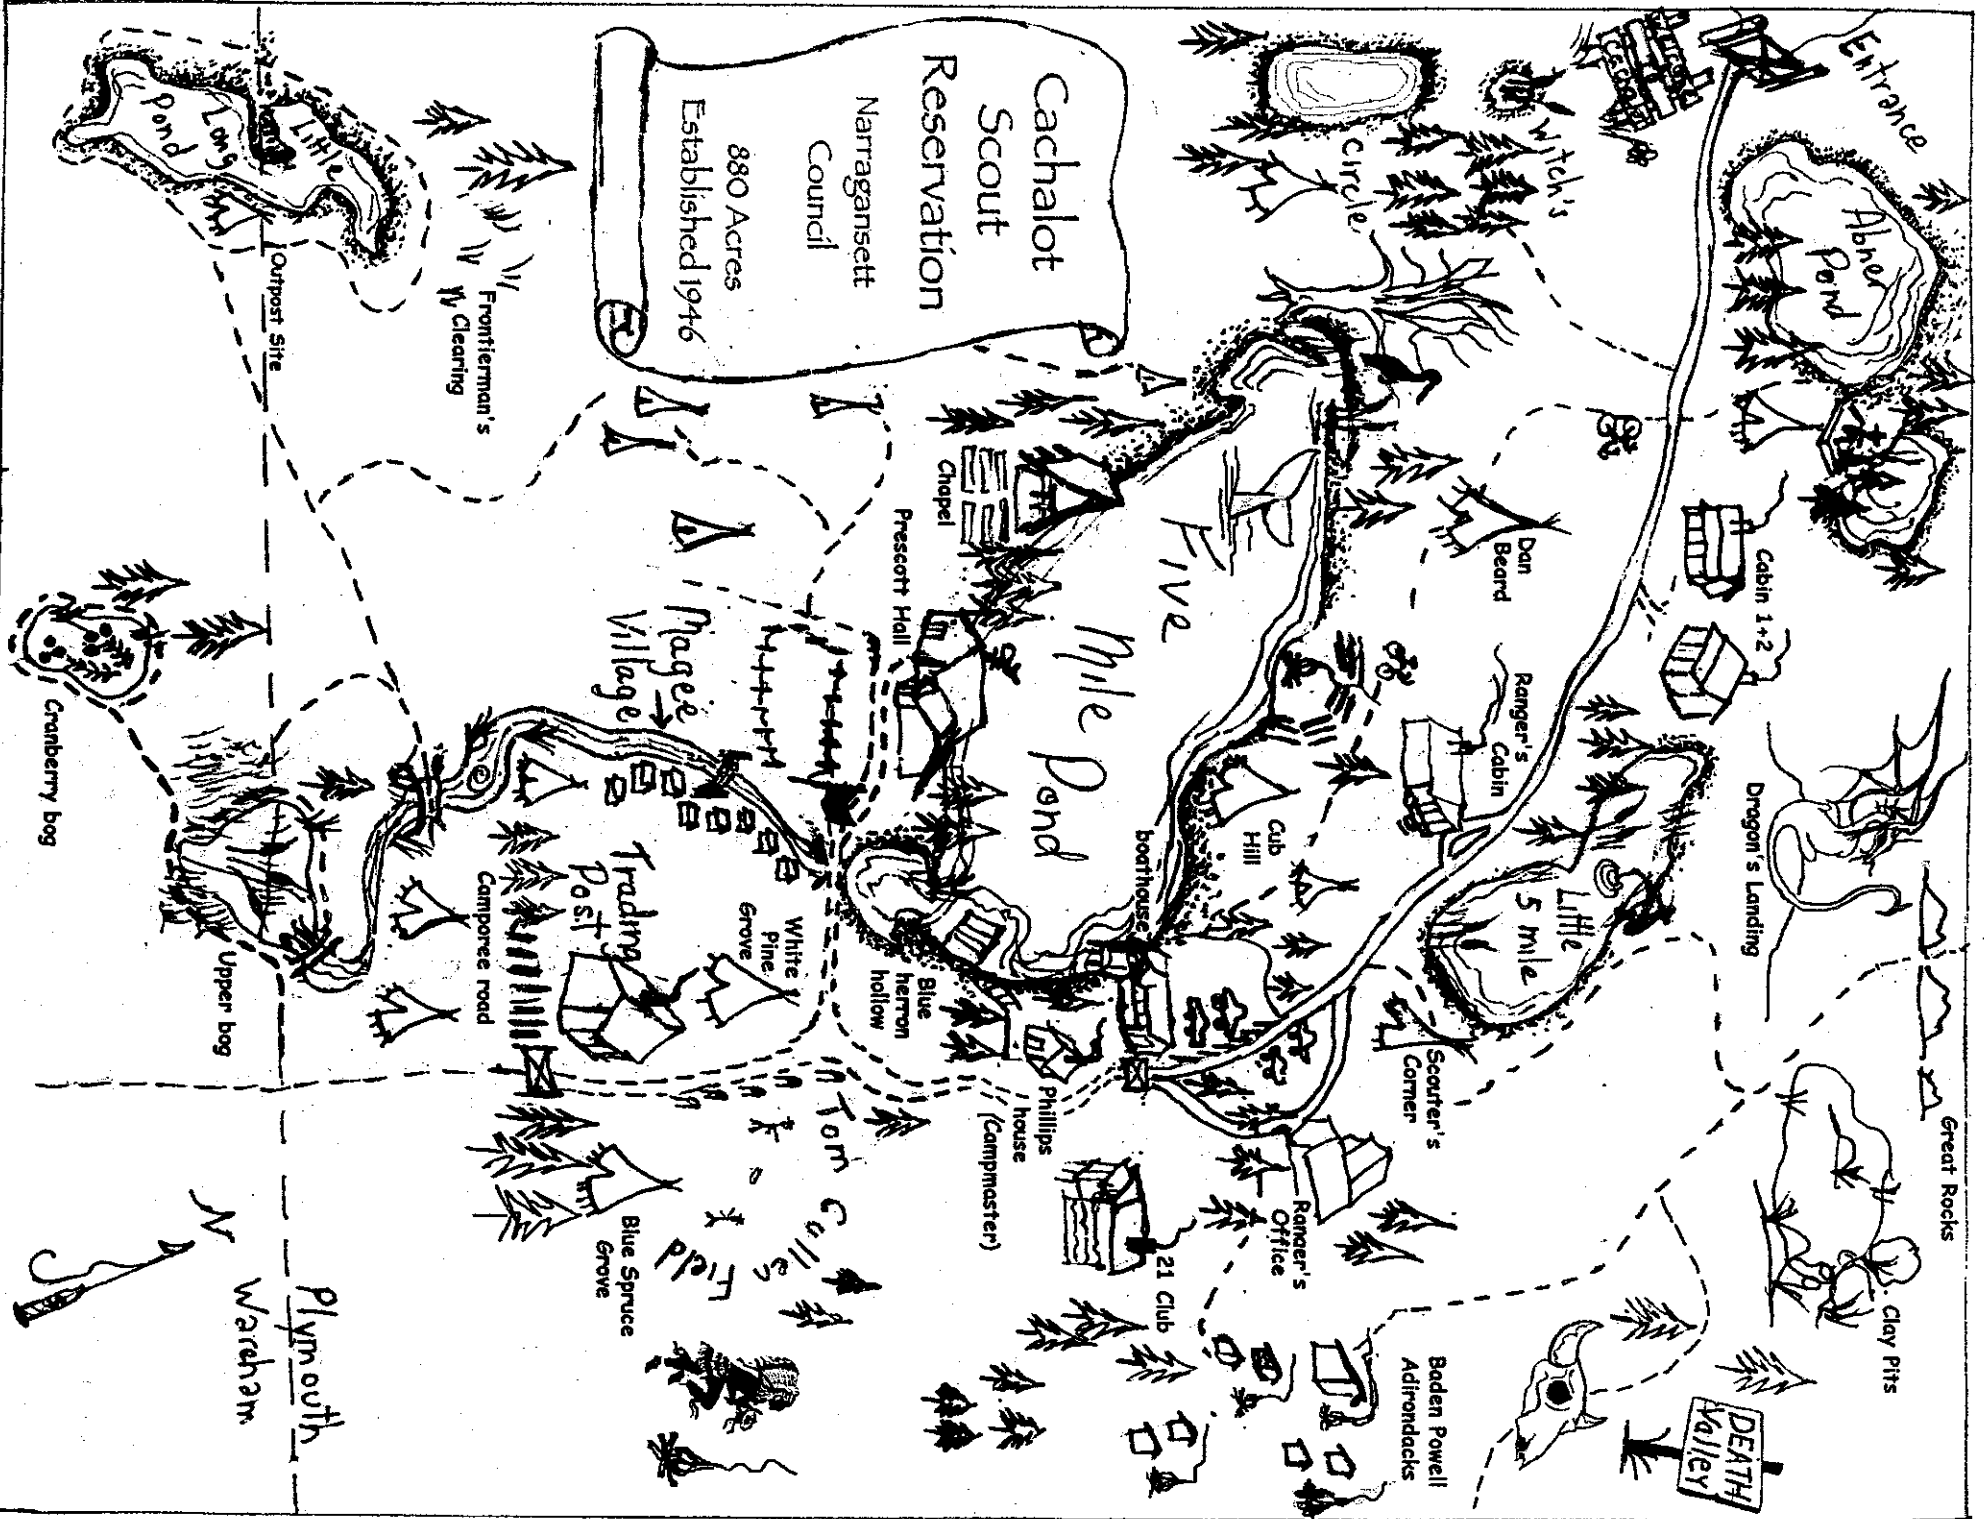 Cachalot
Scout
Reservation
Narragansett
Council
880 Acres
Established 1946
Entrance
Witch's
Circle
Abner
Pond
Cabin 1+2
Dan
Beard
Ranger's
Cabin
Dragon's Landing
Great Rocks
Clay Pits
DEATH
Valley
Little
5 mile
Scouter's
Corner
Cub
Hill
boathouse
Five
Mile
Pond
Chapel
Prescott Hall
Blue
herron
hollow
Phillips
house
(Campmaster)
Ranger's
Office
21 Club
Baden Powell
Adirondacks
Magee
Village
White
Pine
Grove
Trading
Post
Tom Galles
Field
Blue Spruce
Grove
Camporee road
Frontierman's
Clearing
Little
Long
Pond
Outpost Site
Cranberry bog
Upper bog
Plymouth
Wareham
N